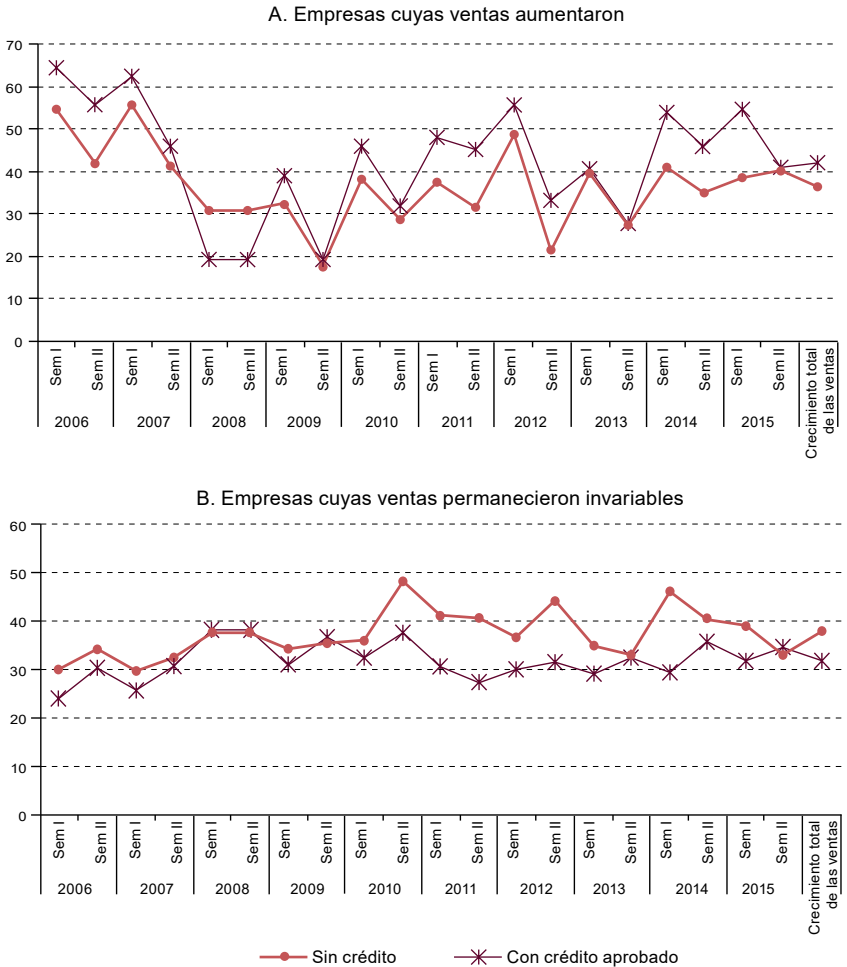 A. Empresas cuyas ventas aumentaron
70
60
50
40
30
20
10
0
Sem I
Sem II
Sem I
Sem II
Sem I
Sem II
Sem I
Sem II
Sem I
Sem II
Sem I
Sem II
Sem I
Sem II
Sem I
Sem II
Sem I
Sem II
Sem I
Sem II
Crecimiento total
de las ventas
2006
2007
2008
2009
2010
2011
2012
2013
2014
2015
B. Empresas cuyas ventas permanecieron invariables
60
50
40
30
20
10
0
Sem I
Sem II
Sem I
Sem II
Sem I
Sem II
Sem I
Sem II
Sem I
Sem II
Sem I
Sem II
Sem I
Sem II
Sem I
Sem II
Sem I
Sem II
Sem I
Sem II
Crecimiento total
de las ventas
2006
2007
2008
2009
2010
2011
2012
2013
2014
2015
Sin crédito
Con crédito aprobado